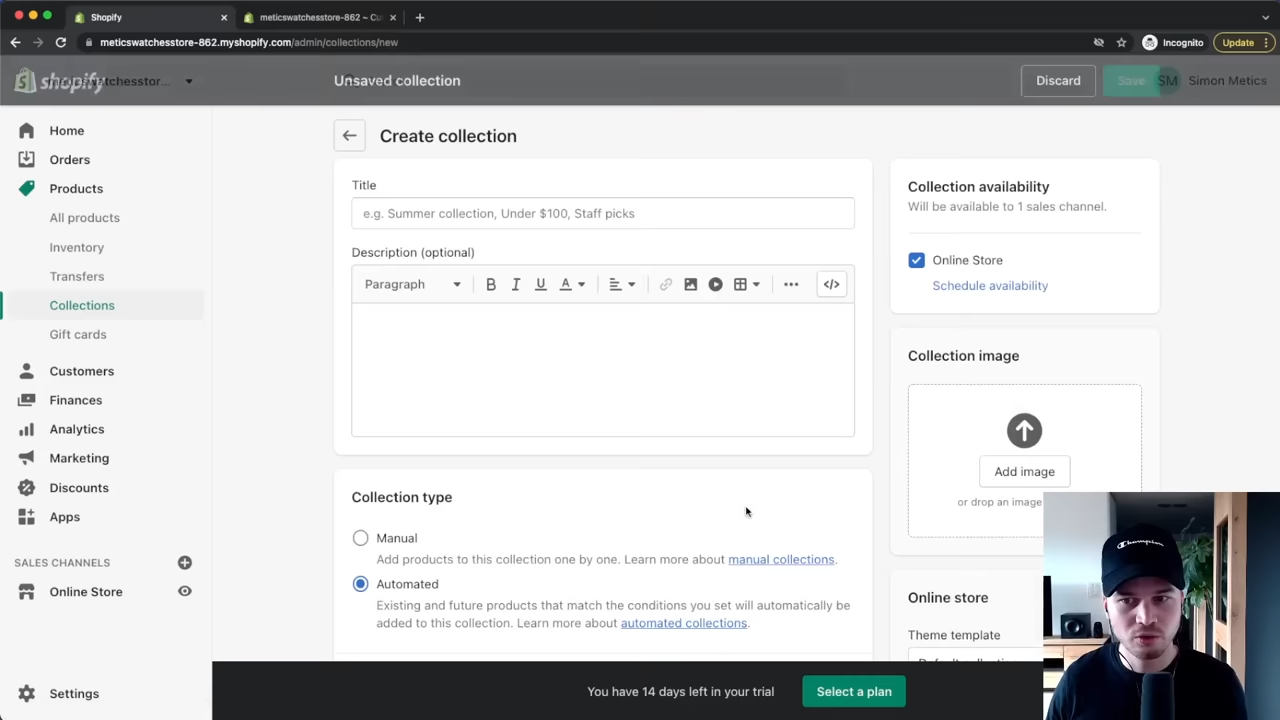 Shopify
meticswatchesstore-862 ~ Cu
meticswatchesstore-862.myshopify.com/admin/collections/new
Incognito
Update
shopify
Unsaved collection
Discard
Save
SM
Simon Metics
Home
Orders
Products
All products
Inventory
Transfers
Collections
Gift cards
Customers
Finances
Analytics
Marketing
Discounts
Apps
SALES CHANNELS
Online Store
Settings
Create collection
Title
e.g. Summer collection, Under $100, Staff picks
Description (optional)
Paragraph
B I U A
</>
Collection type
Manual
Add products to this collection one by one. Learn more about manual collections.
Automated
Existing and future products that match the conditions you set will automatically be
added to this collection. Learn more about automated collections.
Collection availability
Will be available to 1 sales channel.
Online Store
Schedule availability
Collection image
Add image
or drop an image
Online store
Theme template
You have 14 days left in your trial
Select a plan
Champion